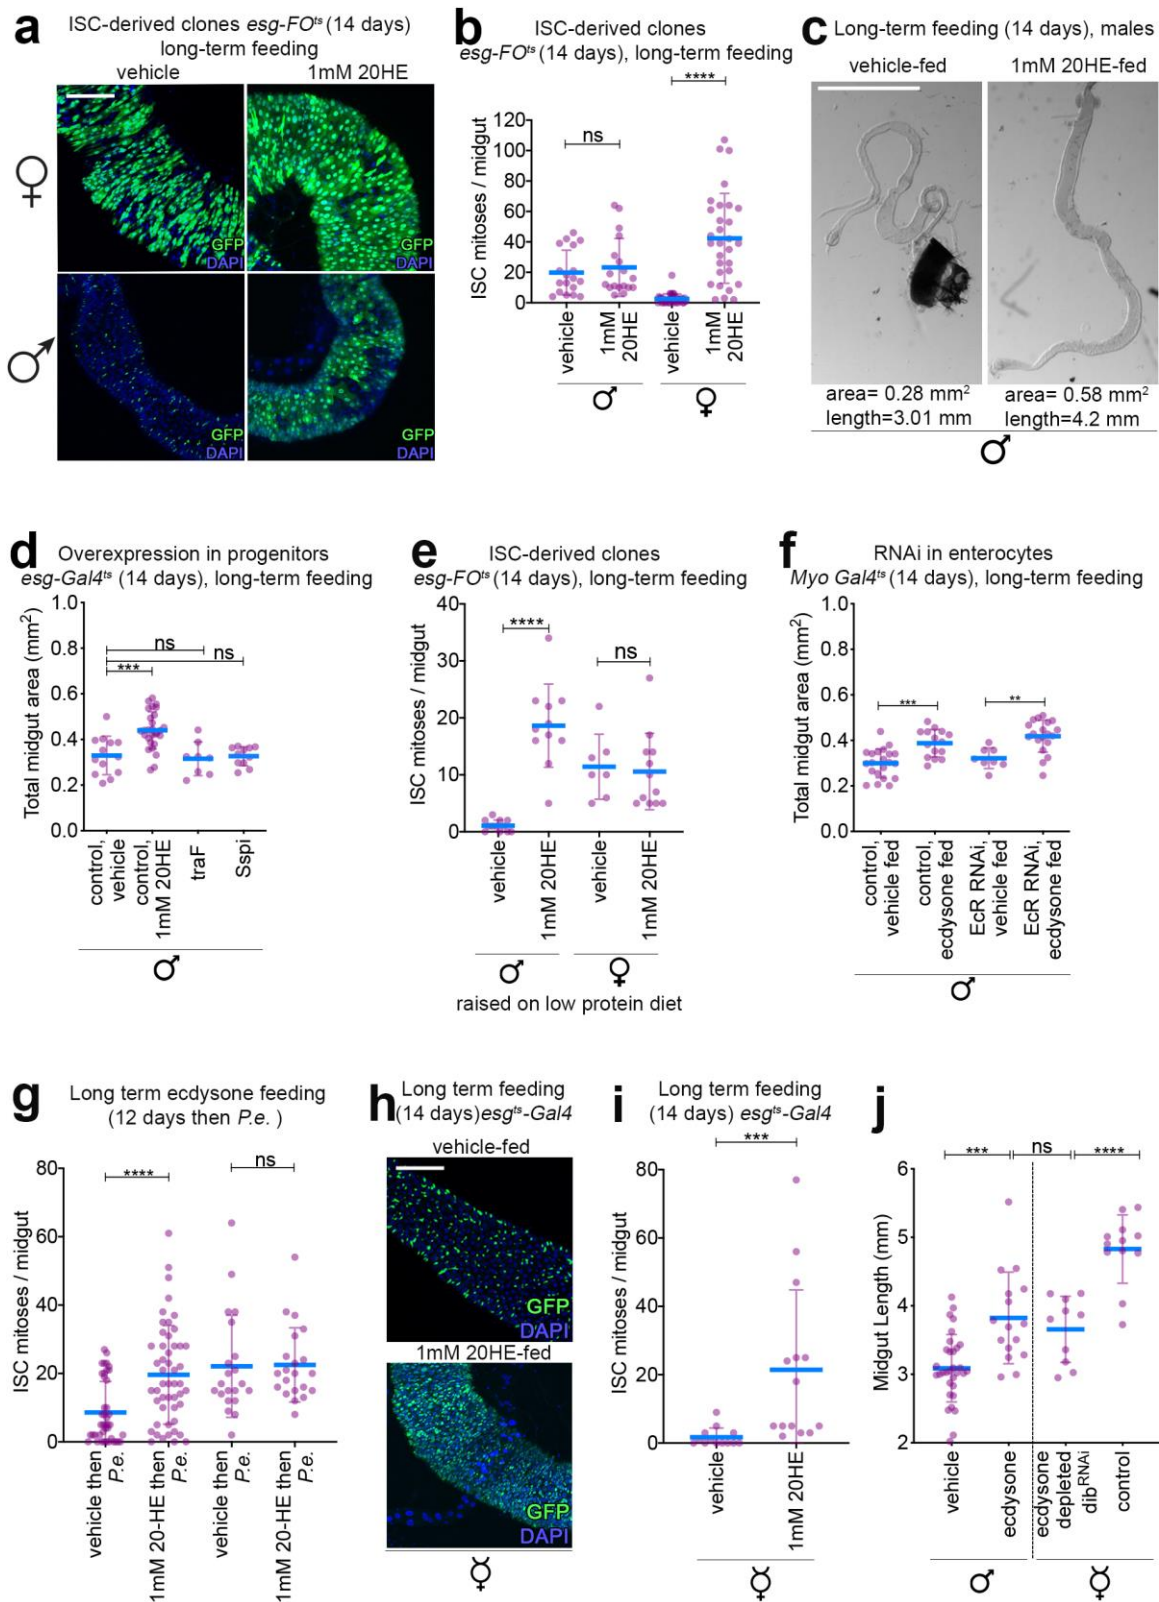 a
ISC-derived clones esg-FOts (14 days)
long-term feeding
vehicle
1mM 20HE
♀
GFP
DAPI
GFP
DAPI
♂
GFP
DAPI
GFP
DAPI
b
ISC-derived clones
esg-FOts (14 days), long-term feeding
****
ns
ISC mitoses / midgut
120
100
80
60
40
20
0
vehicle
1mM
20HE
vehicle
1mM
20HE
♂
♀
c
Long-term feeding (14 days), males
vehicle-fed
1mM 20HE-fed
area= 0.28 mm2
length=3.01 mm
area= 0.58 mm2
length=4.2 mm
♂
d
Overexpression in progenitors
esg-Gal4ts (14 days), long-term feeding
Total midgut area (mm2)
1.0
0.8
0.6
0.4
0.2
0.0
ns
ns
***
control,
vehicle
control,
1mM 20HE
traF
Sspi
♂
e
ISC-derived clones
esg-FOts (14 days), long-term feeding
ISC mitoses / midgut
40
30
20
10
0
****
ns
vehicle
1mM 20HE
vehicle
1mM 20HE
♂
♀
raised on low protein diet
f
RNAi in enterocytes
Myo Gal4ts (14 days), long-term feeding
Total midgut area (mm2)
1.0
0.8
0.6
0.4
0.2
0.0
***
**
control,
vehicle fed
control,
ecdysone fed
EcR RNAi,
vehicle fed
EcR RNAi,
ecdysone fed
♂
g
Long term ecdysone feeding
(12 days then P.e. )
ISC mitoses / midgut
80
60
40
20
0
****
ns
vehicle then
P.e.
1mM 20-HE then
P.e.
vehicle then
P.e.
1mM 20-HE then
P.e.
h
Long term feeding
(14 days)esgts-Gal4
vehicle-fed
GFP
DAPI
1mM 20HE-fed
GFP
DAPI
☿
i
Long term feeding
(14 days) esgts-Gal4
***
ISC mitoses / midgut
80
60
40
20
0
vehicle
1mM 20HE
☿
j
***
ns
****
Midgut Length (mm)
6
5
4
3
2
vehicle
ecdysone
ecdysone
depleted
dibRNAi
control
♂
☿